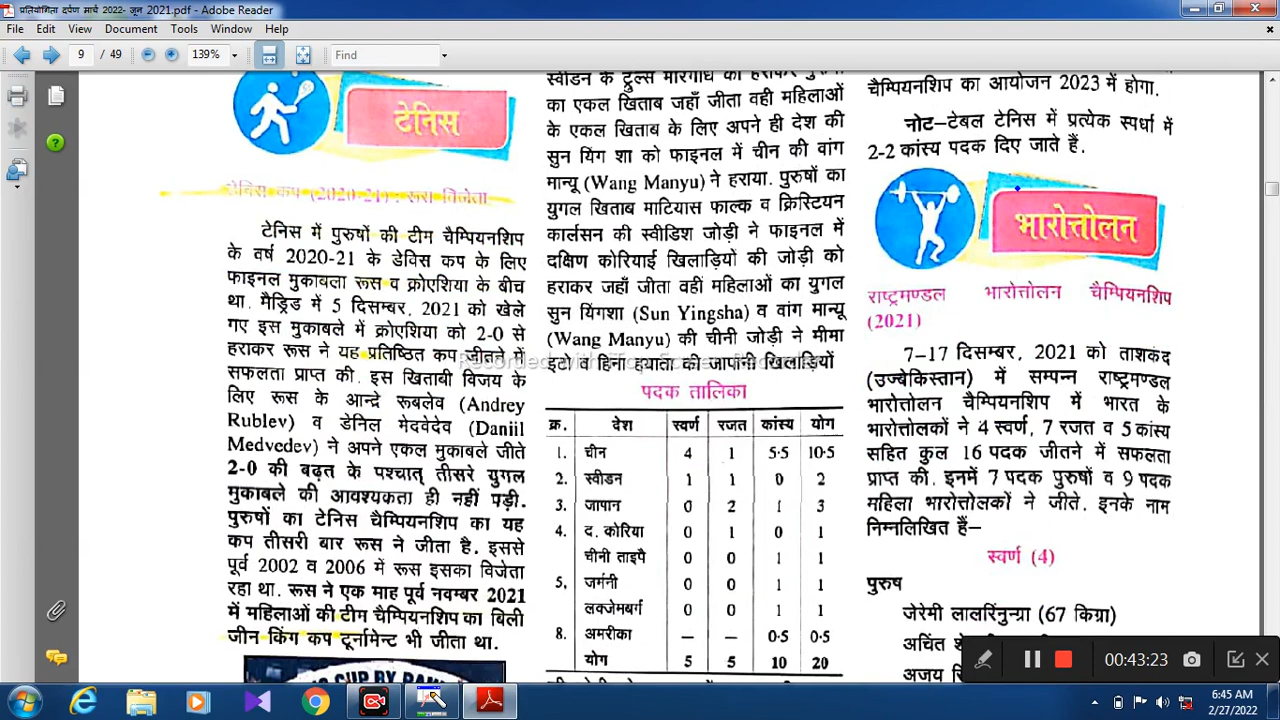 प्रतियोगिता दर्पण मार्च 2022- जून 2021.pdf - Adobe Reader
File Edit View Document Tools Window Help
9 / 49 139% Find
टेनिस
डेविस कप (2020-21) : रूस विजेता
टेनिस में पुरुषों की टीम चैम्पियनशिप
के वर्ष 2020-21 के डेविस कप के लिए
फाइनल मुकाबला रूस व क्रोएशिया के बीच
था. मैड्रिड में 5 दिसम्बर, 2021 को खेले
गए इस मुकाबले में क्रोएशिया को 2-0 से
हराकर रूस ने यह प्रतिष्ठित कप जीतने में
सफलता प्राप्त की. इस खिताबी विजय के
लिए रूस के आन्द्रे रूबलेव (Andrey
Rublev) व डेनिल मेदवेदेव (Daniil
Medvedev) ने अपने एकल मुकाबले जीते
2-0 की बढ़त के पश्चात् तीसरे युगल
मुकाबले की आवश्यकता ही नहीं पड़ी.
पुरुषों का टेनिस चैम्पियनशिप का यह
कप तीसरी बार रूस ने जीता है. इससे
पूर्व 2002 व 2006 में रूस इसका विजेता
रहा था. रूस ने एक माह पूर्व नवम्बर 2021
में महिलाओं की टीम चैम्पियनशिप का बिली
जीन किंग कप टूर्नामेन्ट भी जीता था.
स्वीडन के ट्रुल्स मोरगार्ध को हराकर पुरुषों
का एकल खिताब जहाँ जीता वही महिलाओं
के एकल खिताब के लिए अपने ही देश की
सुन यिंग शा को फाइनल में चीन की वांग
मान्यू (Wang Manyu) ने हराया. पुरुषों का
युगल खिताब माटियास फाल्क व क्रिस्टियन
कार्लसन की स्वीडिश जोड़ी ने फाइनल में
दक्षिण कोरियाई खिलाड़ियों की जोड़ी को
हराकर जहाँ जीता वहीं महिलाओं का युगल
सुन यिंगशा (Sun Yingsha) व वांग मान्यू
(Wang Manyu) की चीनी जोड़ी ने मीमा
इटो व हिना हयाता की जापानी खिलाड़ियों
पदक तालिका
क्र. देश स्वर्ण रजत कांस्य योग
1. चीन 4 1 5·5 10·5
2. स्वीडन 1 1 0 2
3. जापान 0 2 1 3
4. द. कोरिया 0 1 0 1
चीनी ताइपै 0 0 1 1
5. जर्मनी 0 0 1 1
लक्जेमबर्ग 0 0 1 1
8. अमरीका – – 0·5 0·5
योग 5 5 10 20
चैम्पियनशिप का आयोजन 2023 में होगा.
नोट–टेबल टेनिस में प्रत्येक स्पर्धा में
2-2 कांस्य पदक दिए जाते हैं.
भारोत्तोलन
राष्ट्रमण्डल भारोत्तोलन चैम्पियनशिप
(2021)
7–17 दिसम्बर, 2021 को ताशकंद
(उज्बेकिस्तान) में सम्पन्न राष्ट्रमण्डल
भारोत्तोलन चैम्पियनशिप में भारत के
भारोत्तोलकों ने 4 स्वर्ण, 7 रजत व 5 कांस्य
सहित कुल 16 पदक जीतने में सफलता
प्राप्त की. इनमें 7 पदक पुरुषों व 9 पदक
महिला भारोत्तोलकों ने जीते. इनके नाम
निम्नलिखित हैं–
स्वर्ण (4)
पुरुष
जेरेमी लालरिंनुन्गा (67 किग्रा)
अचिंत
अजय
00:43:23
6:45 AM
2/27/2022